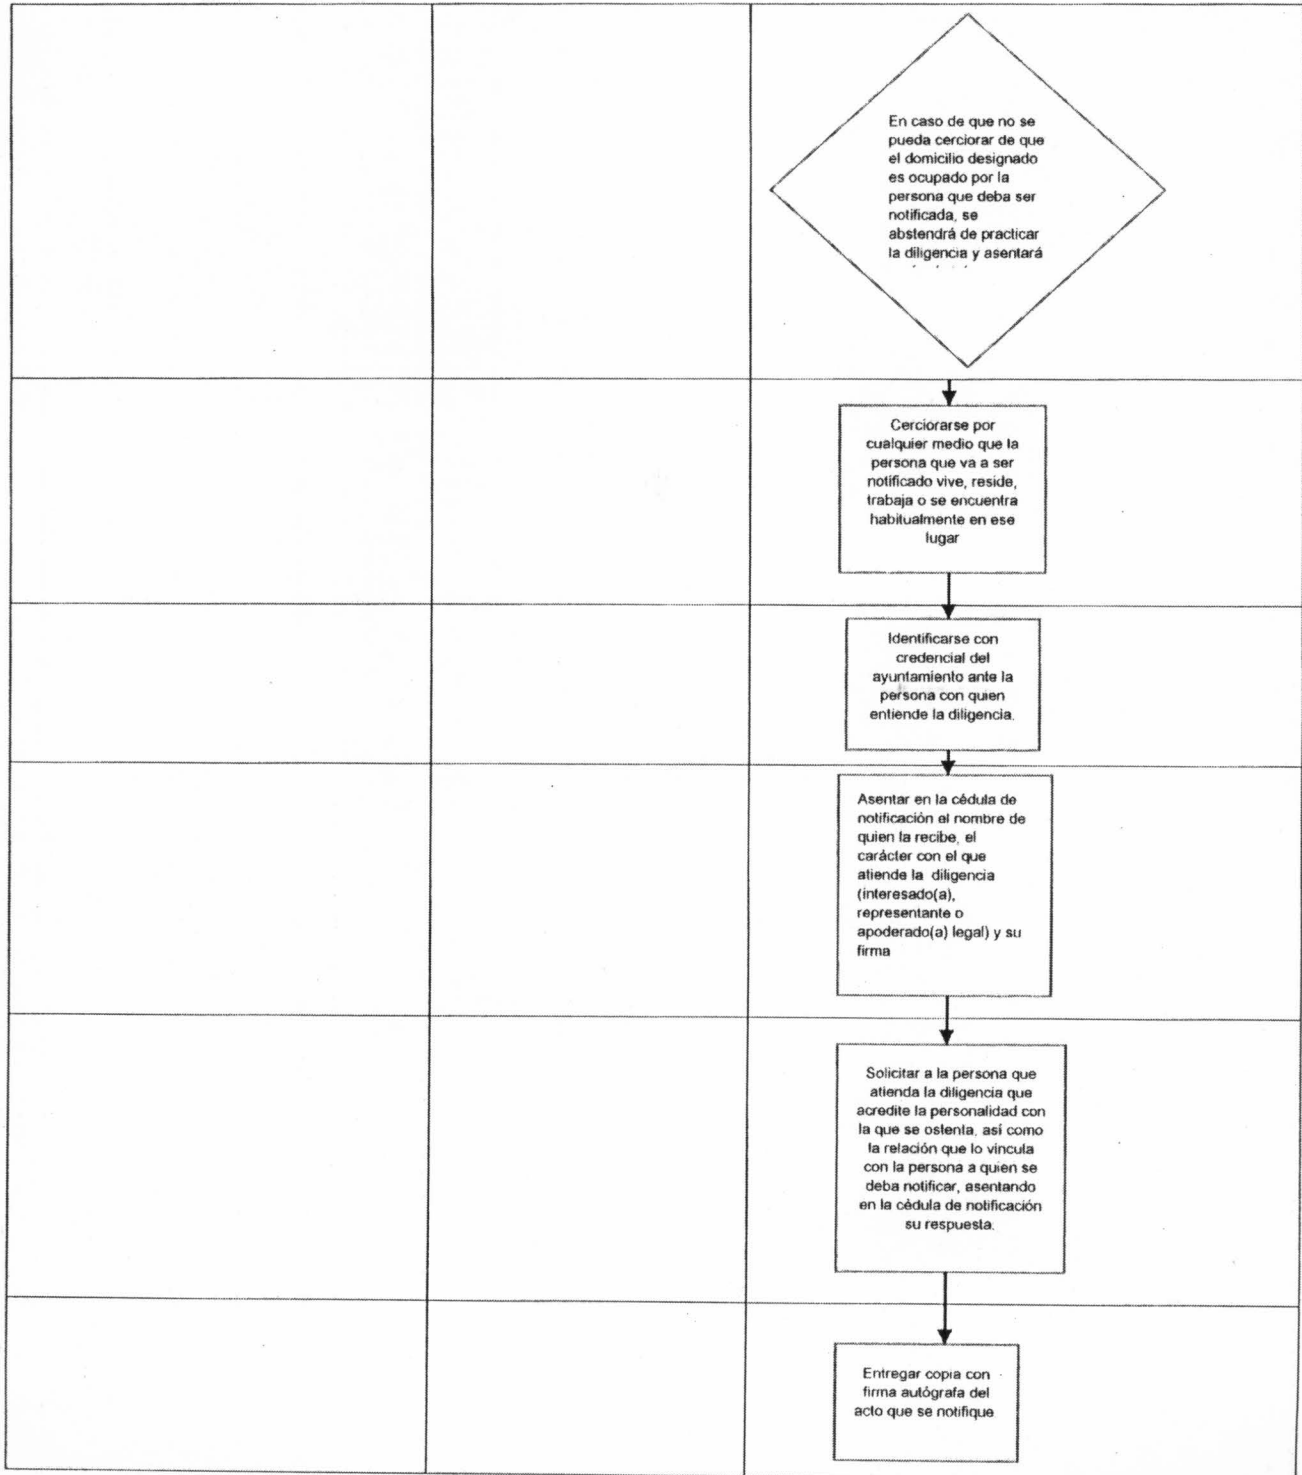 En caso de que no se
pueda cerciorar de que
el domicilio designado
es ocupado por la
persona que deba ser
notificada, se
abstendrá de practicar
la diligencia y asentará
Cerciorarse por
cualquier medio que la
persona que va a ser
notificado vive, reside,
trabaja o se encuentra
habitualmente en ese
lugar
Identificarse con
credencial del
ayuntamiento ante la
persona con quien
entiende la diligencia.
Asentar en la cédula de
notificación el nombre de
quien la recibe, el
carácter con el que
atiende la diligencia
(interesado(a),
representante o
apoderado(a) legal) y su
firma
Solicitar a la persona que
atienda la diligencia que
acredite la personalidad con
la que se ostenta, así como
la relación que lo vincula
con la persona a quien se
deba notificar, asentando
en la cédula de notificación
su respuesta.
Entregar copia con
firma autógrafa del
acto que se notifique